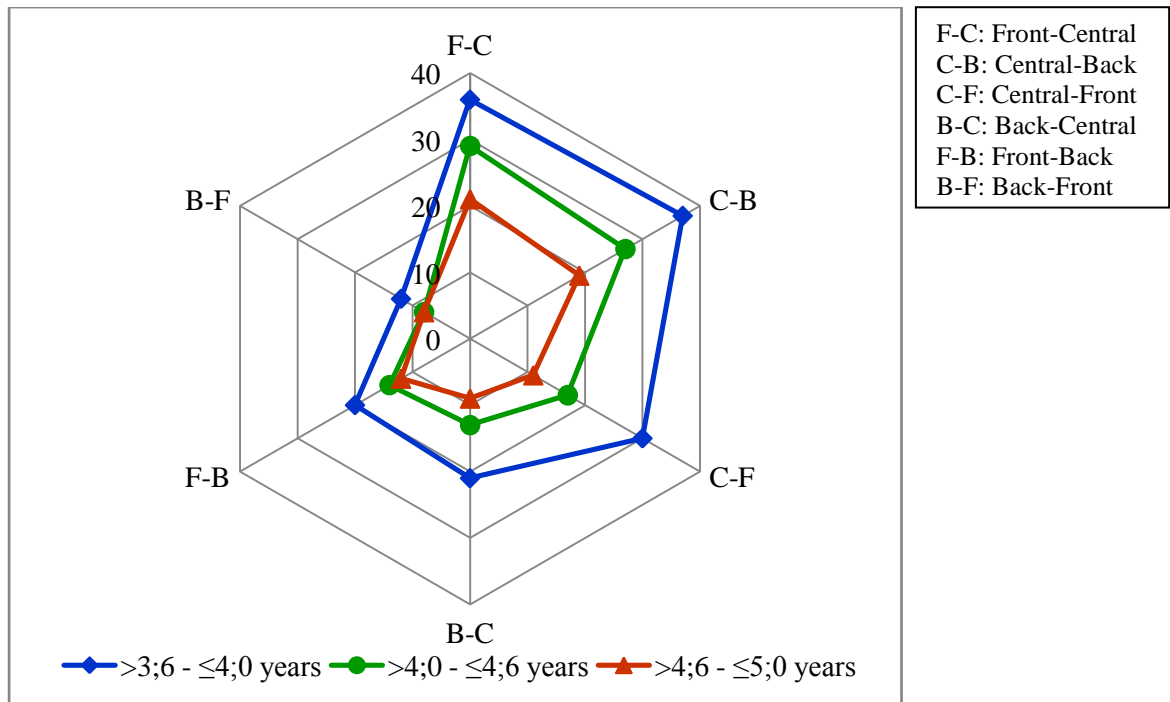 F-C
40
30
20
10
0
C-B
C-F
B-C
F-B
B-F
>3;6 - ≤4;0 years >4;0 - ≤4;6 years >4;6 - ≤5;0 years
F-C: Front-Central
C-B: Central-Back
C-F: Central-Front
B-C: Back-Central
F-B: Front-Back
B-F: Back-Front